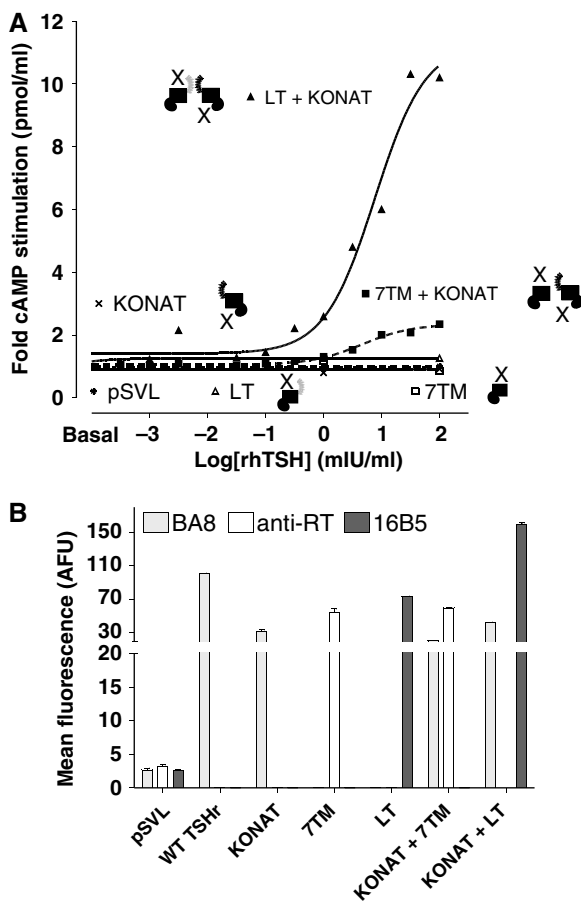 A
12
10
8
6
4
2
0
Fold cAMP stimulation (pmol/ml)
X
X
LT + KONAT
× KONAT
X
7TM + KONAT
X
X
pSVL
LT
X
7TM
X
Basal –3 –2 –1 0 1 2
Log[rhTSH] (mIU/ml)
B
BA8 anti-RT 16B5
150
110
70
30
20
15
10
5
0
Mean fluorescence (AFU)
pSVL
WT TSHr
KONAT
7TM
LT
KONAT + 7TM
KONAT + LT